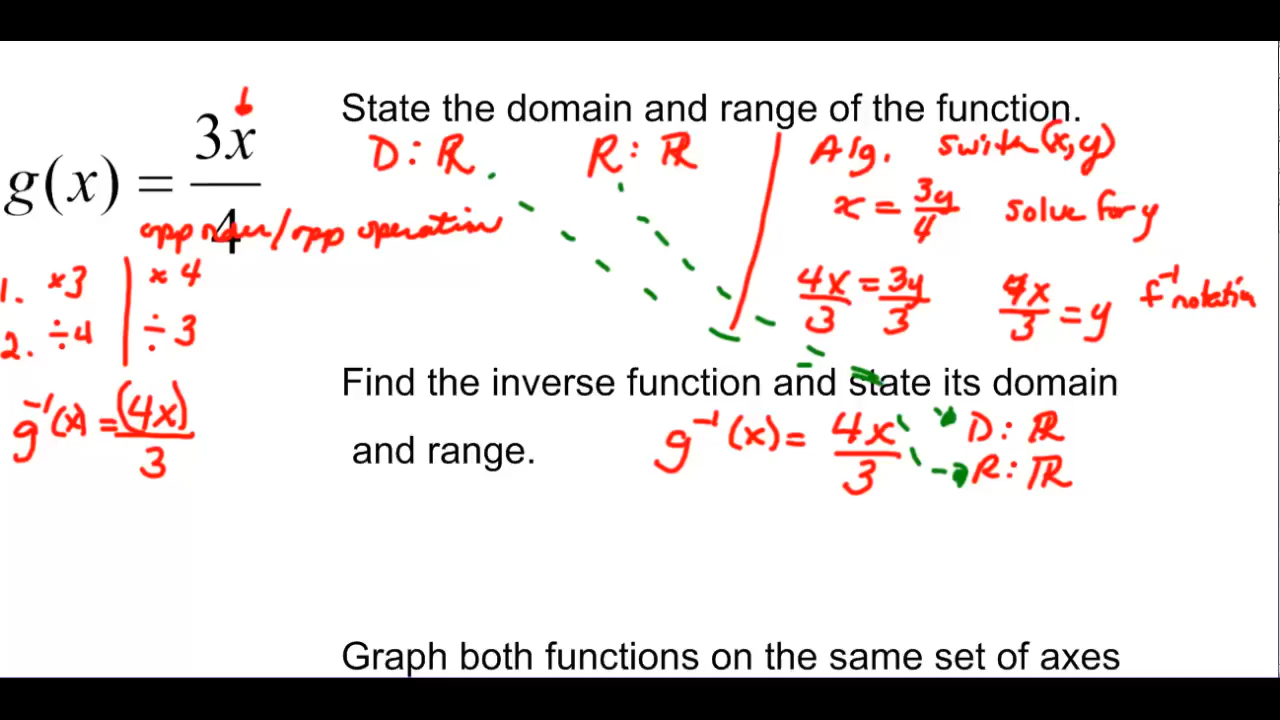 State the domain and range of the function.
g(x) = 3x/4
D: ℝ R: ℝ
opp order/opp operation
1. ×3 | ×4
2. ÷4 | ÷3
g⁻¹(x) = (4x)/3
Alg. switch (x, y)
x = 3y/4 solve for y
4x/3 = 3y/3 4x/3 = y f⁻¹ notation
Find the inverse function and state its domain
and range. g⁻¹(x) = 4x/3 D: ℝ
R: ℝ
Graph both functions on the same set of axes